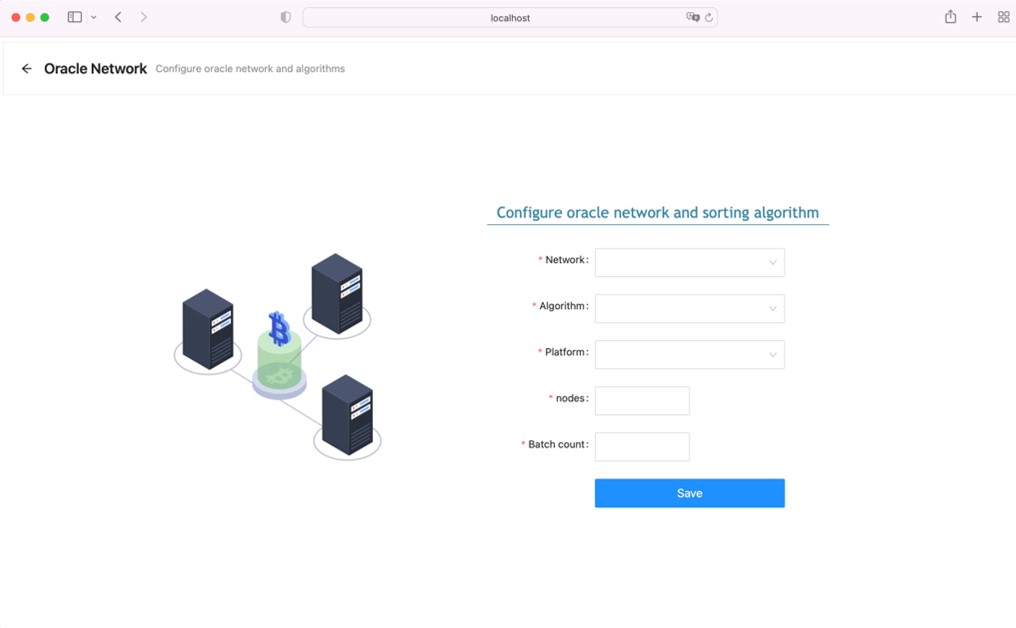 localhost
Oracle Network Configure oracle network and algorithms
Configure oracle network and sorting algorithm
* Network:
* Algorithm:
* Platform:
* nodes:
* Batch count:
Save